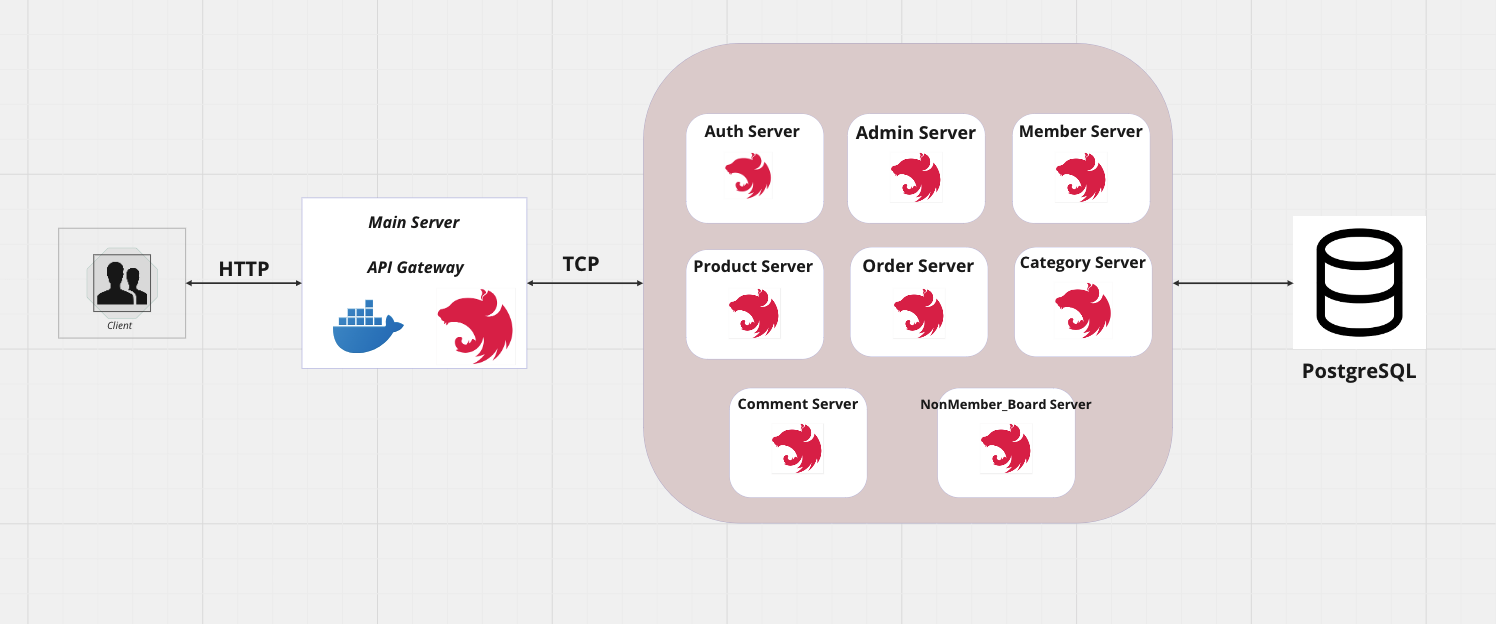 Client
HTTP
Main Server
API Gateway
TCP
Auth Server
Admin Server
Member Server
Product Server
Order Server
Category Server
Comment Server
NonMember_Board Server
PostgreSQL